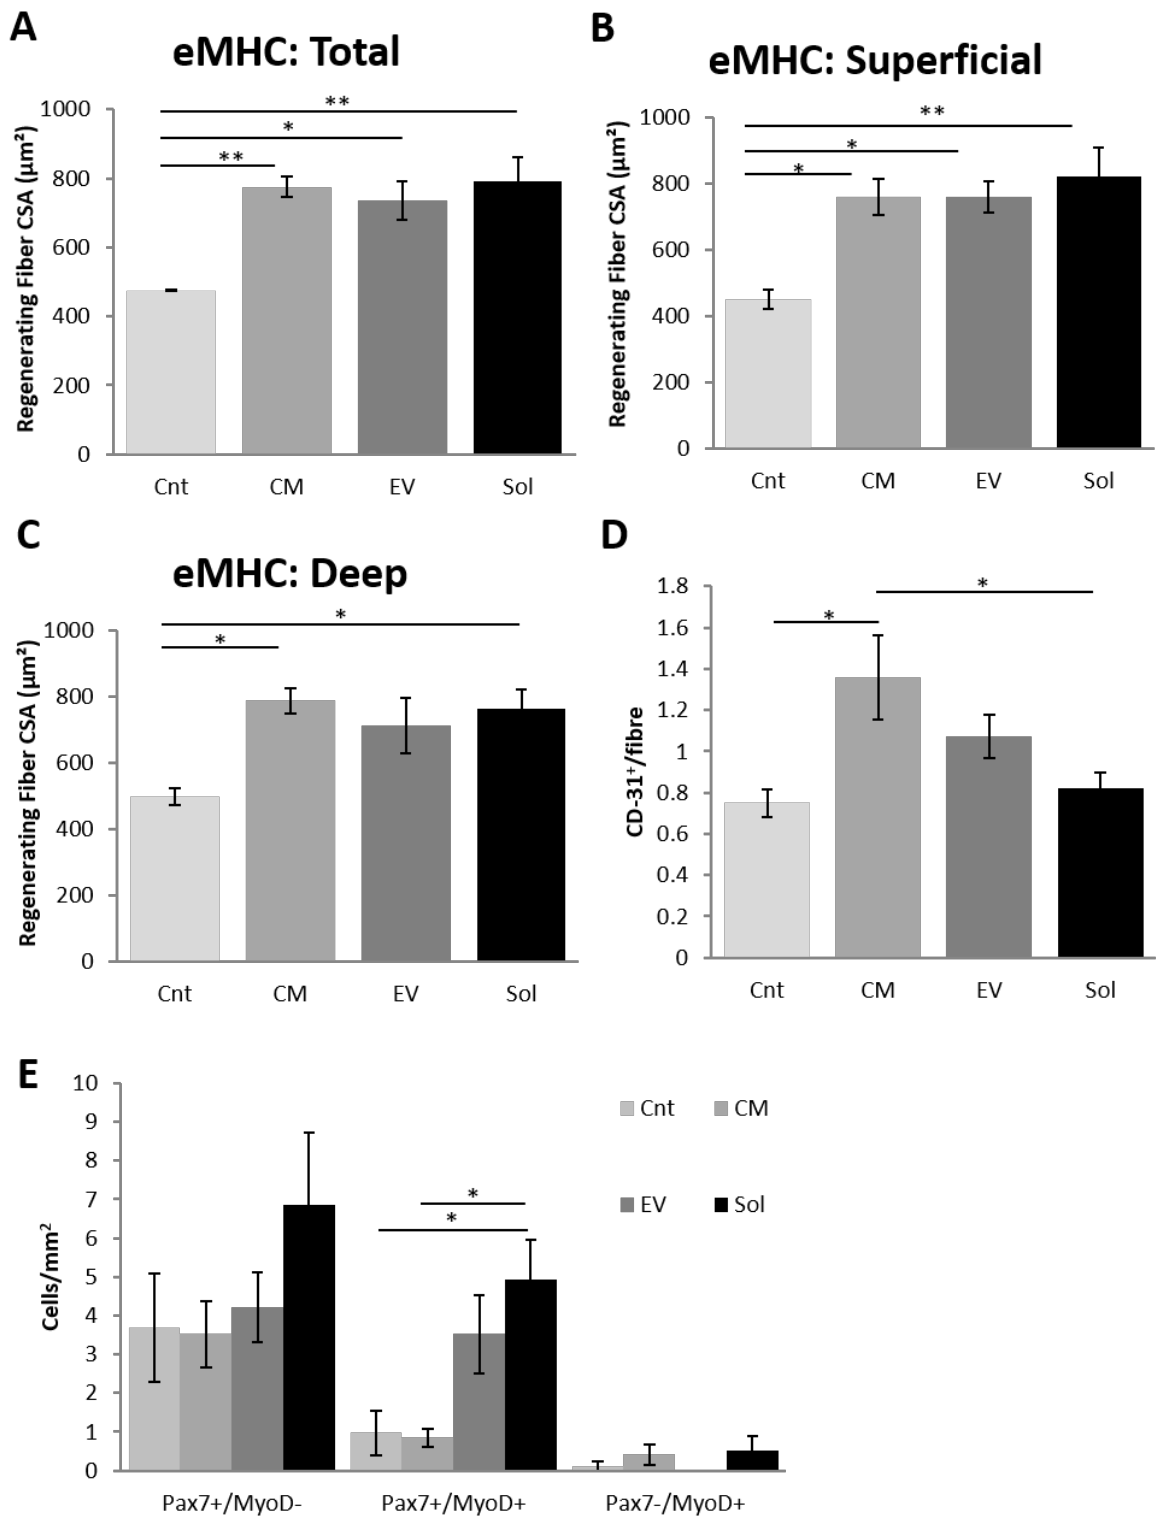 A
eMHC: Total
Regenerating Fiber CSA (µm²)
1000
800
600
400
200
0
**
*
**
Cnt CM EV Sol
B
eMHC: Superficial
Regenerating Fiber CSA (µm²)
1000
800
600
400
200
0
**
*
*
Cnt CM EV Sol
C
eMHC: Deep
Regenerating Fiber CSA (µm²)
1000
800
600
400
200
0
*
*
Cnt CM EV Sol
D
CD-31⁺/fibre
1.8
1.6
1.4
1.2
1
0.8
0.6
0.4
0.2
0
*
*
Cnt CM EV Sol
E
Cells/mm²
10
9
8
7
6
5
4
3
2
1
0
*
*
Cnt CM
EV Sol
Pax7+/MyoD- Pax7+/MyoD+ Pax7-/MyoD+